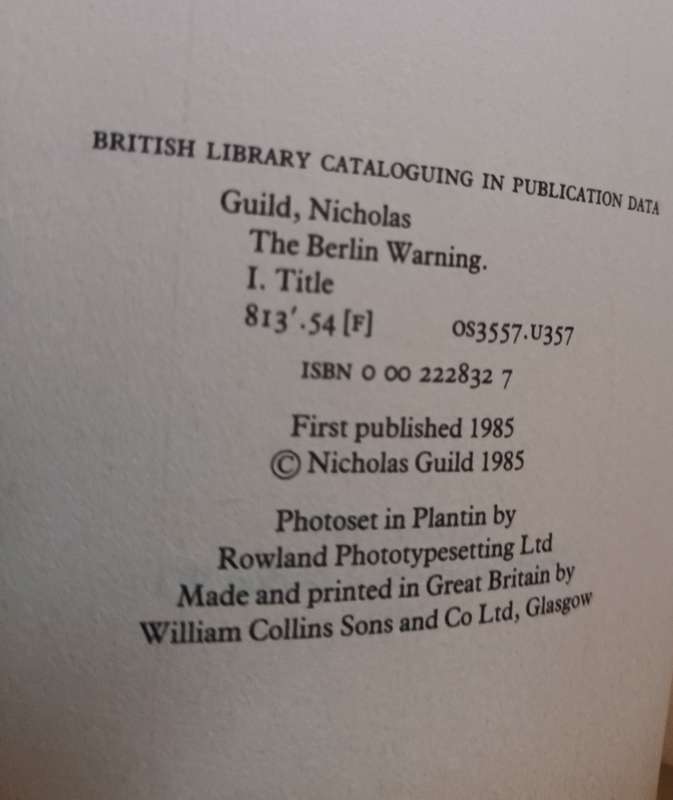 BRITISH LIBRARY CATALOGUING IN PUBLICATION DATA
Guild, Nicholas
The Berlin Warning.
I. Title
813'.54 [F] OS3557.U357
ISBN 0 00 222832 7
First published 1985
© Nicholas Guild 1985
Photoset in Plantin by
Rowland Phototypesetting Ltd
Made and printed in Great Britain by
William Collins Sons and Co Ltd, Glasgow